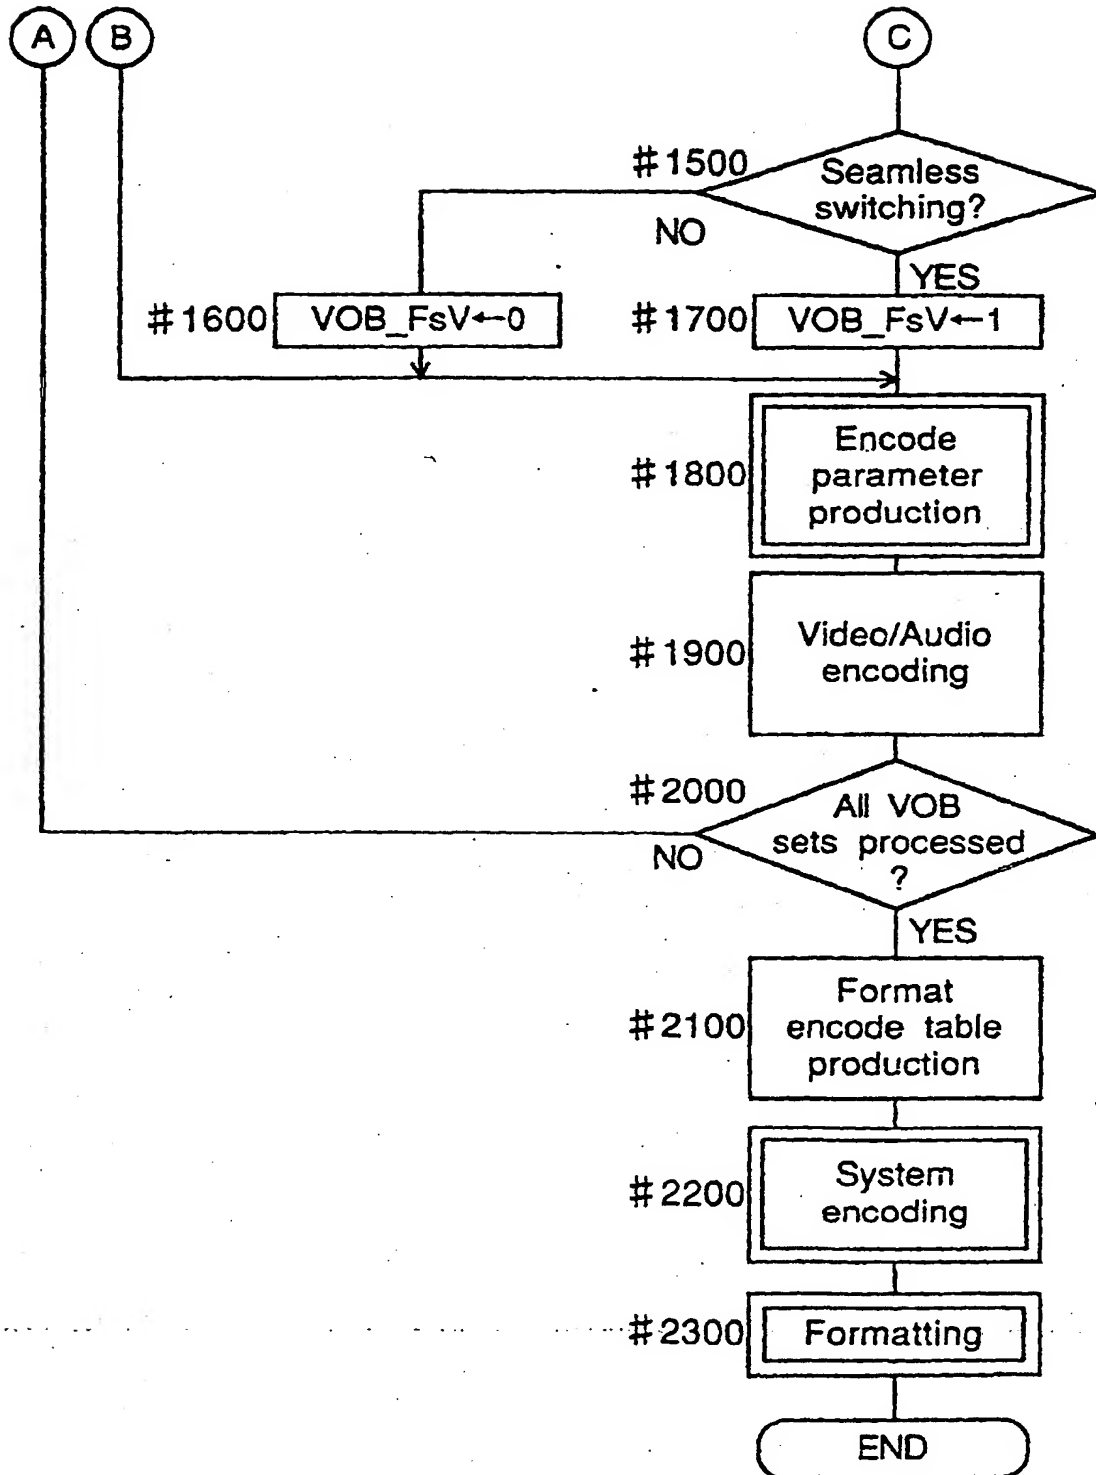 A
B
C
#1500
Seamless
switching?
NO
YES
#1600
VOB_FsV←0
#1700
VOB_FsV←1
#1800
Encode
parameter
production
#1900
Video/Audio
encoding
#2000
All VOB
sets processed
?
NO
YES
#2100
Format
encode table
production
#2200
System
encoding
#2300
Formatting
END